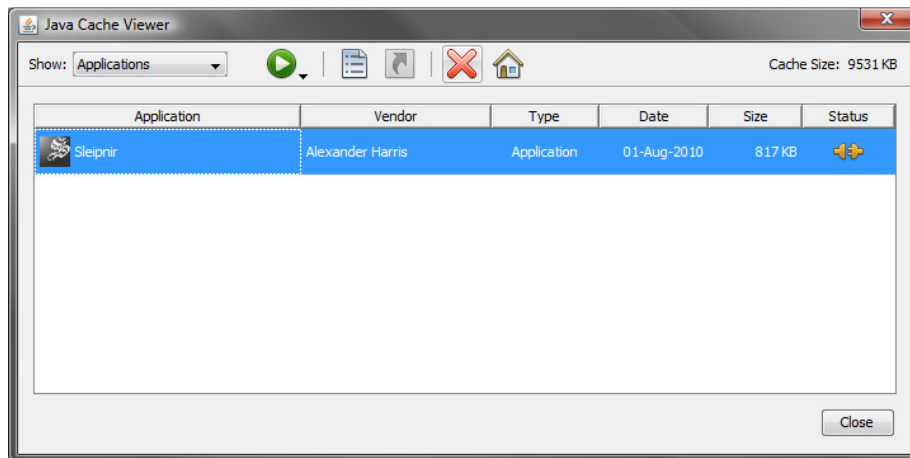 Java Cache Viewer
Show: Applications Cache Size: 9531 KB
Application Vendor Type Date Size Status
Sleipnir Alexander Harris Application 01-Aug-2010 817 KB
Close